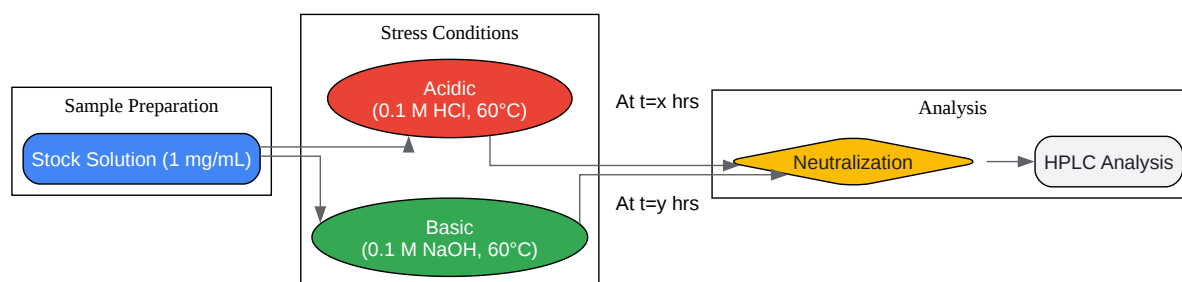 Sample Preparation
Stock Solution (1 mg/mL)
Stress Conditions
Acidic
(0.1 M HCl, 60°C)
Basic
(0.1 M NaOH, 60°C)
At t=x hrs
At t=y hrs
Analysis
Neutralization
HPLC Analysis